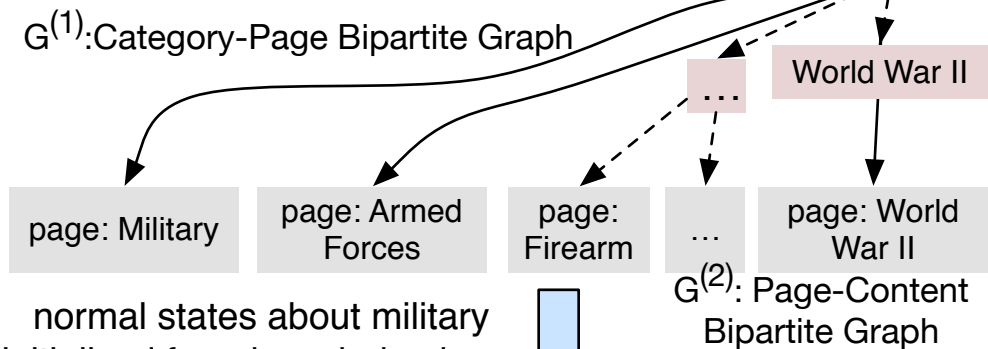 G(1):Category-Page Bipartite Graph
...
World War II
page: Military
page: Armed
Forces
page:
Firearm
...
page: World
War II
G(2): Page-Content
Bipartite Graph
normal states about military